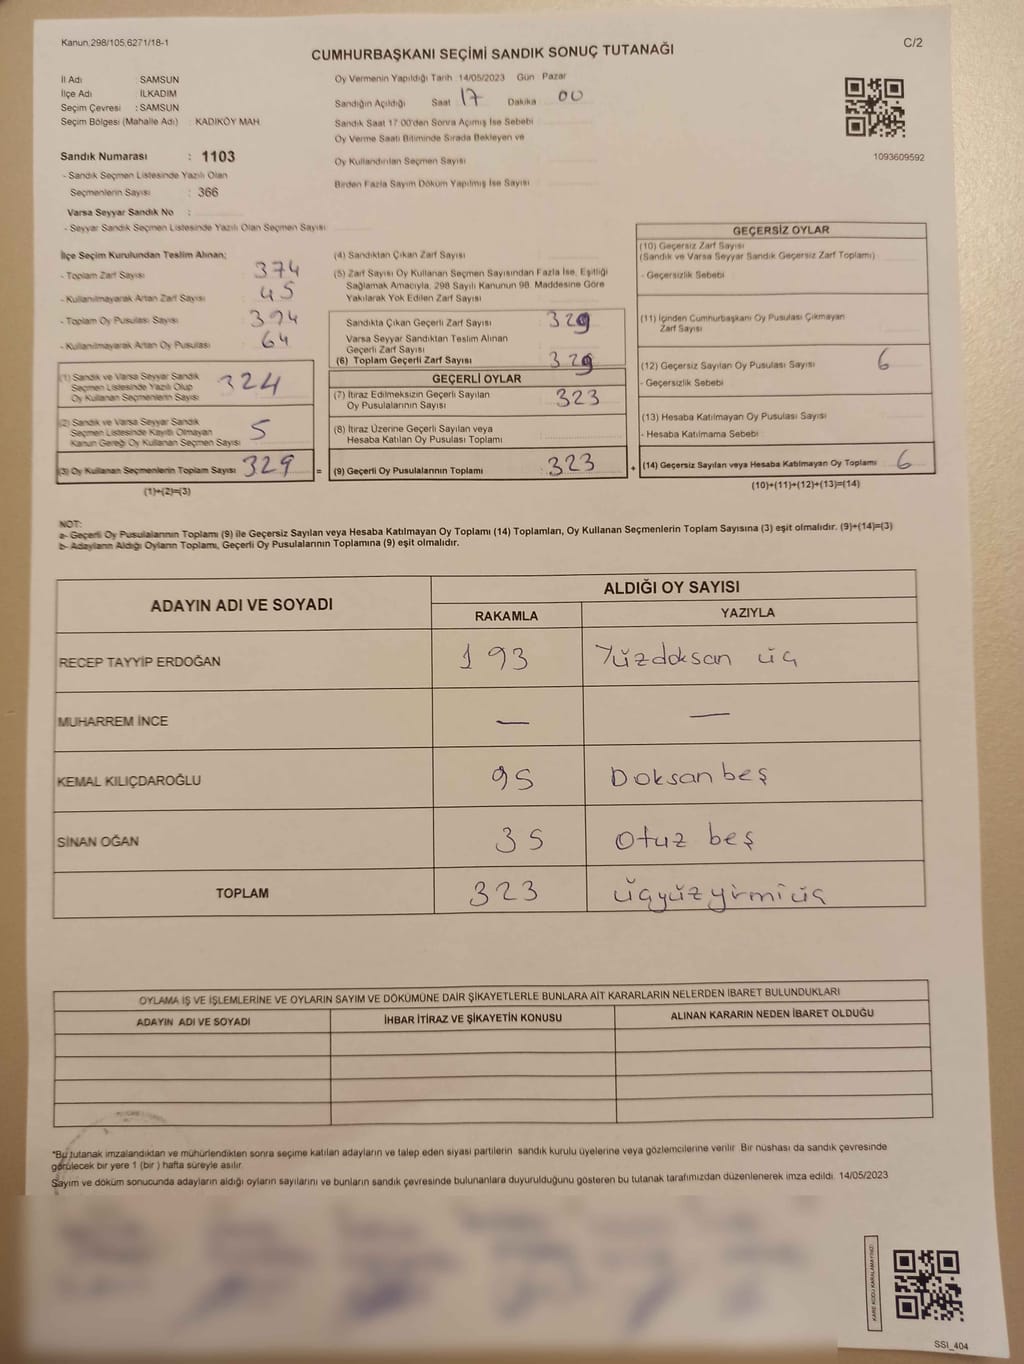 Kanun,298/105,6271/18-1
C/2
CUMHURBAŞKANI SEÇİMİ SANDIK SONUÇ TUTANAĞI
İl Adı : SAMSUN
İlçe Adı : İLKADIM
Seçim Çevresi : SAMSUN
Seçim Bölgesi (Mahalle Adı) : KADIKÖY MAH.
Oy Vermenin Yapıldığı Tarih 14/05/2023 Gün Pazar
Sandığın Açıldığı Saat 17 Dakika 00
Sandık Saat 17.00'den Sonra Açımış İse Sebebi
Oy Verme Saati Bitiminde Sırada Bekleyen ve
Oy Kullandırılan Seçmen Sayısı
Birden Fazla Sayım Döküm Yapılmış İse Sayısı
1093609592
Sandık Numarası : 1103
- Sandık Seçmen Listesinde Yazılı Olan
Seçmenlerin Sayısı : 366
Varsa Seyyar Sandık No :
- Seyyar Sandık Seçmen Listesinde Yazılı Olan Seçmen Sayısı
İlçe Seçim Kurulundan Teslim Alınan;
- Toplam Zarf Sayısı 374
- Kullanılmayarak Artan Zarf Sayısı 45
- Toplam Oy Pusulası Sayısı 394
- Kullanılmayarak Artan Oy Pusulası 64
(1) Sandık ve Varsa Seyyar Sandık
Seçmen Listesinde Yazılı Olup
Oy Kullanan Seçmenlerin Sayısı 324
(2) Sandık ve Varsa Seyyar Sandık
Seçmen Listesinde Kayıtlı Olmayan
Kanun Gereği Oy Kullanan Seçmen Sayısı 5
(3) Oy Kullanan Seçmenlerin Toplam Sayısı 329 =
(1)+(2)=(3)
(4) Sandıktan Çıkan Zarf Sayısı
(5) Zarf Sayısı Oy Kullanan Seçmen Sayısından Fazla İse, Eşitliği
Sağlamak Amacıyla, 298 Sayılı Kanunun 98. Maddesine Göre
Yakılarak Yok Edilen Zarf Sayısı
Sandıkta Çıkan Geçerli Zarf Sayısı 329
Varsa Seyyar Sandıktan Teslim Alınan
Geçerli Zarf Sayısı
(6) Toplam Geçerli Zarf Sayısı 329
GEÇERLİ OYLAR
(7) İtiraz Edilmeksizin Geçerli Sayılan
Oy Pusulalarının Sayısı 323
(8) İtiraz Üzerine Geçerli Sayılan veya
Hesaba Katılan Oy Pusulası Toplamı
(9) Geçerli Oy Pusulalarının Toplamı 323 +
GEÇERSİZ OYLAR
(10) Geçersiz Zarf Sayısı
(Sandık ve Varsa Seyyar Sandık Geçersiz Zarf Toplamı)
- Geçersizlik Sebebi
(11) İçinden Cumhurbaşkanı Oy Pusulası Çıkmayan
Zarf Sayısı
(12) Geçersiz Sayılan Oy Pusulası Sayısı 6
- Geçersizlik Sebebi
(13) Hesaba Katılmayan Oy Pusulası Sayısı
- Hesaba Katılmama Sebebi
(14) Geçersiz Sayılan veya Hesaba Katılmayan Oy Toplamı 6
(10)+(11)+(12)+(13)=(14)
NOT:
a- Geçerli Oy Pusulalarının Toplamı (9) ile Geçersiz Sayılan veya Hesaba Katılmayan Oy Toplamı (14) Toplamları, Oy Kullanan Seçmenlerin Toplam Sayısına (3) eşit olmalıdır. (9)+(14)=(3)
b- Adayların Aldığı Oyların Toplamı, Geçerli Oy Pusulalarının Toplamına (9) eşit olmalıdır.
ADAYIN ADI VE SOYADI
ALDIĞI OY SAYISI
RAKAMLA YAZIYLA
RECEP TAYYİP ERDOĞAN 193 Yüzdoksan üç
MUHARREM İNCE — —
KEMAL KILIÇDAROĞLU 95 Doksan beş
SİNAN OĞAN 35 Otuz beş
TOPLAM 323 üçyüzyirmiüç
OYLAMA İŞ VE İŞLEMLERİNE VE OYLARIN SAYIM VE DÖKÜMÜNE DAİR ŞİKAYETLERLE BUNLARA AİT KARARLARIN NELERDEN İBARET BULUNDUKLARI
ADAYIN ADI VE SOYADI İHBAR İTİRAZ VE ŞİKAYETİN KONUSU ALINAN KARARIN NEDEN İBARET OLDUĞU
*Bu tutanak imzalandıktan ve mühürlendikten sonra seçime katılan adayların ve talep eden siyasi partilerin sandık kurulu üyelerine veya gözlemcilerine verilir. Bir nüshası da sandık çevresinde
görülecek bir yere 1 (bir ) hafta süreyle asılır.
Sayım ve döküm sonucunda adayların aldığı oyların sayılarını ve bunların sandık çevresinde bulunanlara duyurulduğunu gösteren bu tutanak tarafımızdan düzenlenerek imza edildi. 14/05/2023
KARE KODU KARALAMAYINIZ!
SSI_404